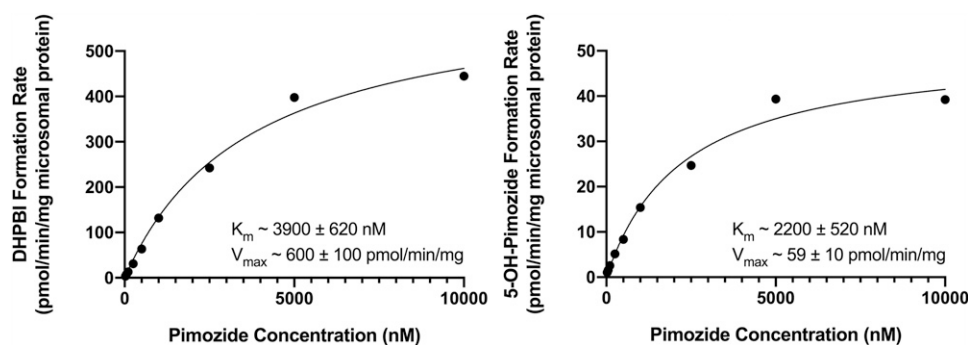 DHPBI Formation Rate
(pmol/min/mg microsomal protein)
500
400
300
200
100
0
Km ~ 3900 ± 620 nM
Vmax ~ 600 ± 100 pmol/min/mg
0
5000
10000
Pimozide Concentration (nM)
5-OH-Pimozide Formation Rate
(pmol/min/mg microsomal protein)
50
40
30
20
10
0
Km ~ 2200 ± 520 nM
Vmax ~ 59 ± 10 pmol/min/mg
0
5000
10000
Pimozide Concentration (nM)